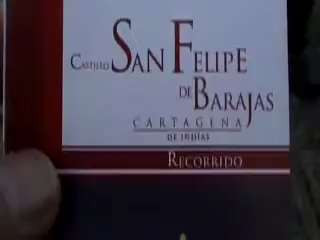 CASTILLO SAN FELIPE
DE BARAJAS
CARTAGENA
DE INDIAS
RECORRIDO